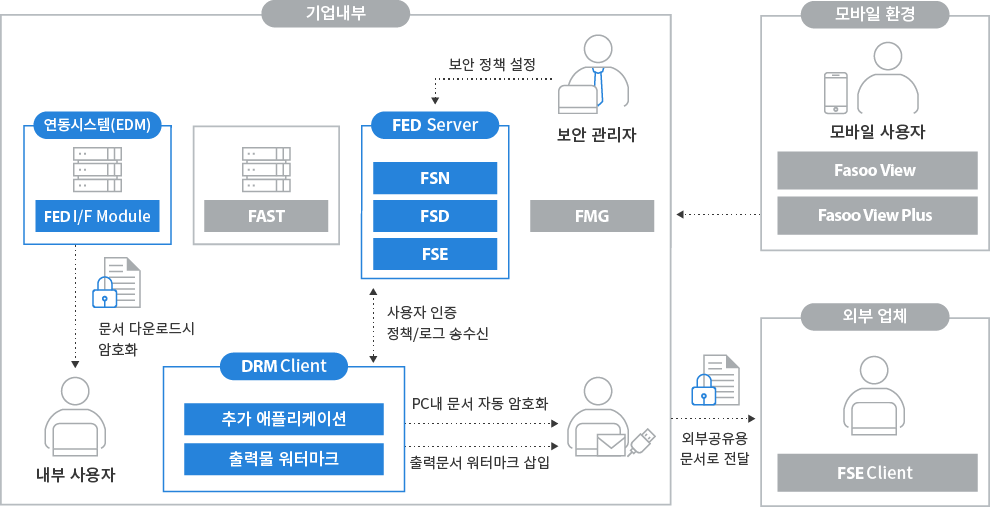 기업내부
모바일 환경
보안 정책 설정
연동시스템(EDM)
FED Server
보안 관리자
모바일 사용자
FSN
Fasoo View
FED I/F Module
FAST
FSD
FMG
Fasoo View Plus
FSE
문서 다운로드시
암호화
사용자 인증
정책/로그 송수신
외부 업체
DRM Client
PC내 문서 자동 암호화
추가 애플리케이션
출력물 워터마크
출력문서 워터마크 삽입
내부 사용자
외부공유용
문서로 전달
FSE Client